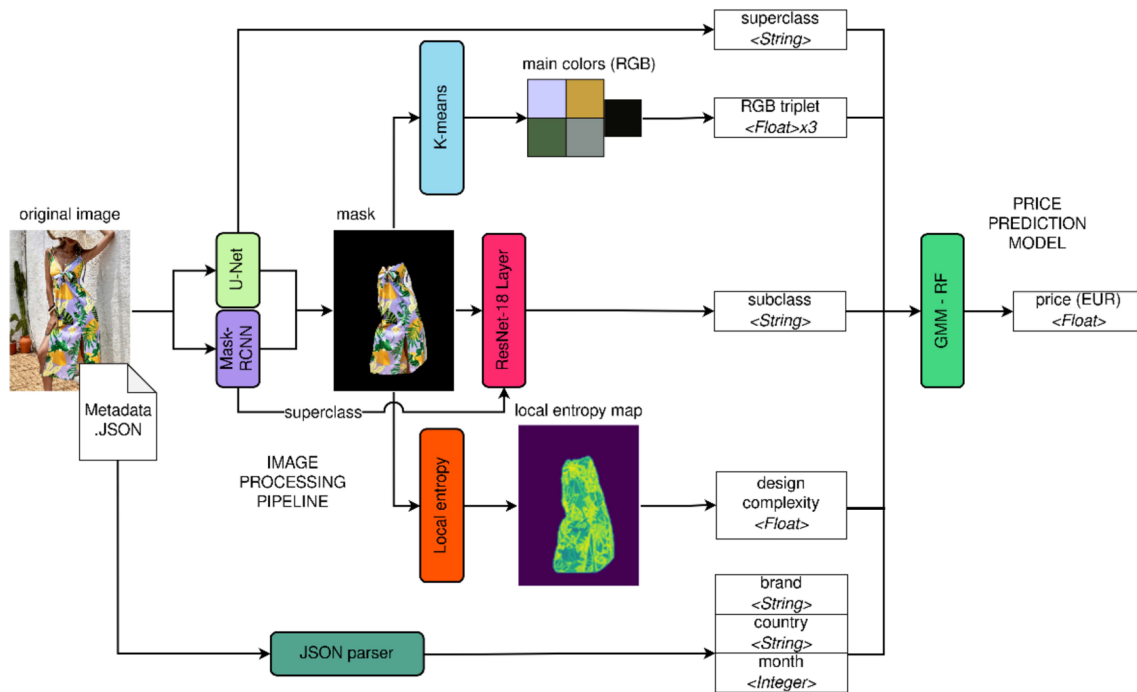 superclass
<String>
main colors (RGB)
K-means
RGB triplet
<Float>x3
original image
mask
PRICE
PREDICTION
MODEL
U-Net
Mask-
RCNN
ResNet-18 Layer
subclass
<String>
GMM - RF
price (EUR)
<Float>
superclass
Metadata
.JSON
local entropy map
IMAGE
PROCESSING
PIPELINE
Local entropy
design
complexity
<Float>
brand
<String>
country
<String>
month
<Integer>
JSON parser